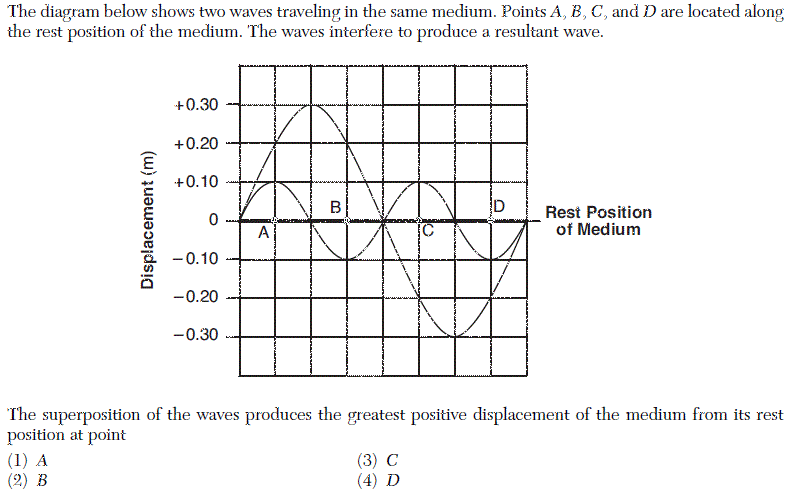 The diagram below shows two waves traveling in the same medium. Points A, B, C, and D are located along
the rest position of the medium. The waves interfere to produce a resultant wave.
+0.30
+0.20
+0.10
0
−0.10
−0.20
−0.30
Displacement (m)
A
B
C
D
Rest Position
of Medium
The superposition of the waves produces the greatest positive displacement of the medium from its rest
position at point
(1) A
(2) B
(3) C
(4) D